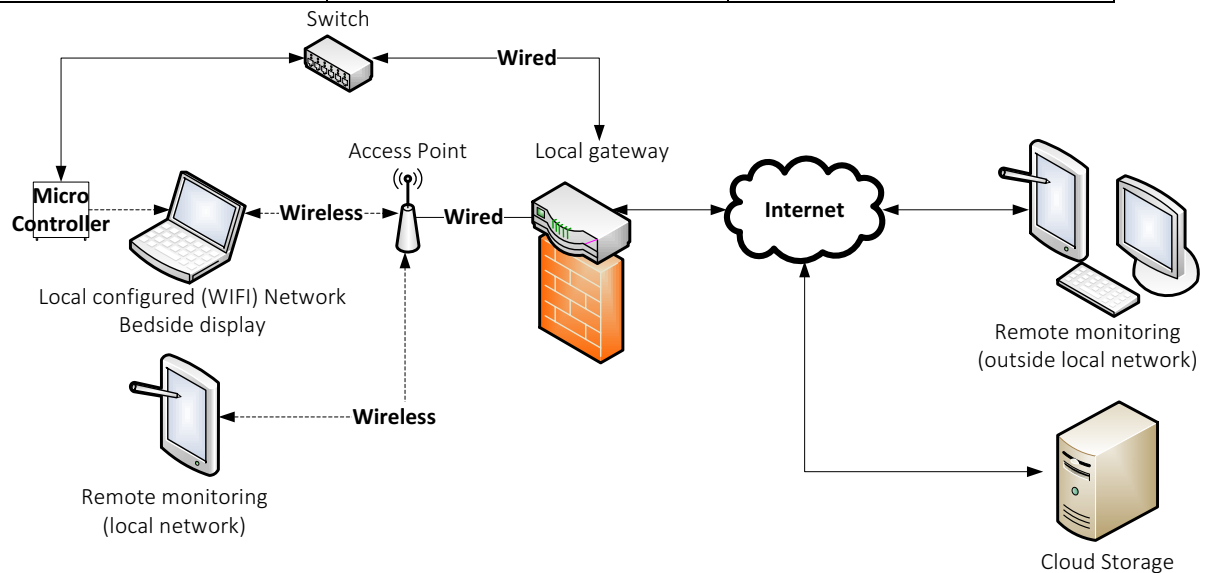 Switch
Wired
Access Point
Local gateway
Micro
Controller
Wireless
Wired
Internet
Local configured (WIFI) Network
Bedside display
Remote monitoring
(outside local network)
Wireless
Remote monitoring
(local network)
Cloud Storage